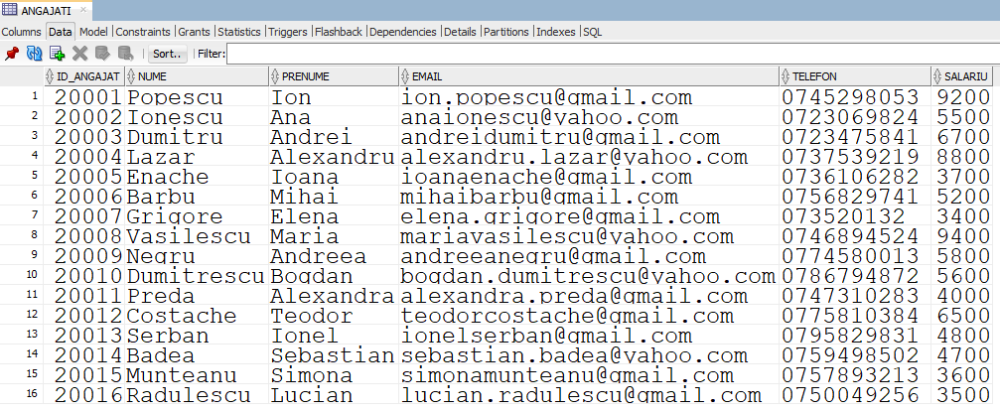 ANGAJATI
Columns Data Model Constraints Grants Statistics Triggers Flashback Dependencies Details Partitions Indexes SQL
Sort.. Filter:
ID_ANGAJAT NUME PRENUME EMAIL TELEFON SALARIU
1 20001 Popescu Ion ion.popescu@gmail.com 0745298053 9200
2 20002 Ionescu Ana anaionescu@yahoo.com 0723069824 5500
3 20003 Dumitru Andrei andreidumitru@gmail.com 0723475841 6700
4 20004 Lazar Alexandru alexandru.lazar@yahoo.com 0737539219 8800
5 20005 Enache Ioana ioanaenache@gmail.com 0736106282 3700
6 20006 Barbu Mihai mihaibarbu@gmail.com 0756829741 5200
7 20007 Grigore Elena elena.grigore@gmail.com 073520132 3400
8 20008 Vasilescu Maria mariavasilescu@yahoo.com 0746894524 9400
9 20009 Negru Andreea andreeanegru@gmail.com 0774580013 5800
10 20010 Dumitrescu Bogdan bogdan.dumitrescu@yahoo.com 0786794872 5600
11 20011 Preda Alexandra alexandra.preda@gmail.com 0747310283 4000
12 20012 Costache Teodor teodorcostache@gmail.com 0775810384 6500
13 20013 Serban Ionel ionelserban@gmail.com 0795829831 4800
14 20014 Badea Sebastian sebastian.badea@yahoo.com 0759498502 4700
15 20015 Munteanu Simona simonamunteanu@gmail.com 0757893213 3600
16 20016 Radulescu Lucian lucian.radulescu@gmail.com 0750049256 3500